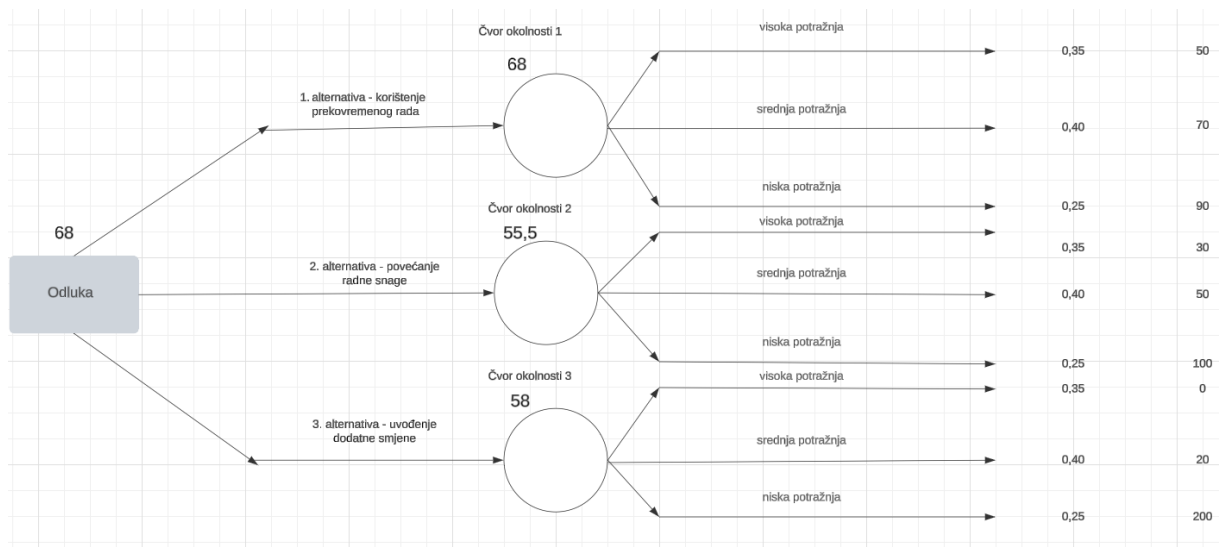 Čvor okolnosti 1
visoka potražnja
0,35
50
68
1. alternativa - korištenje
prekovremenog rada
srednja potražnja
0,40
70
niska potražnja
0,25
90
Čvor okolnosti 2
visoka potražnja
68
55,5
0,35
30
Odluka
2. alternativa - povećanje
radne snage
srednja potražnja
0,40
50
niska potražnja
0,25
100
Čvor okolnosti 3
visoka potražnja
0,35
0
58
3. alternativa - uvođenje
dodatne smjene
srednja potražnja
0,40
20
niska potražnja
0,25
200